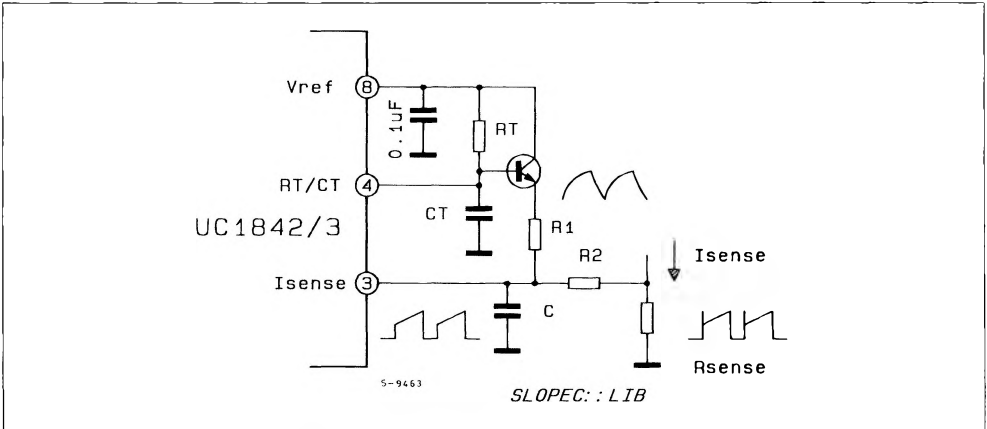 Vref
8
0.1uF
RT
RT/CT
4
CT
UC1842/3
R1
R2
Isense
Isense
3
C
Rsense
S-9463
SLOPEC::LIB